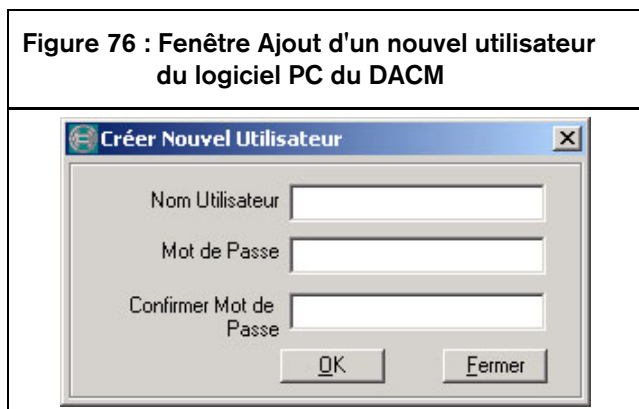 Figure 76 : Fenêtre Ajout d'un nouvel utilisateur
du logiciel PC du DACM
Créer Nouvel Utilisateur
Nom Utilisateur
Mot de Passe
Confirmer Mot de
Passe
OK
Fermer